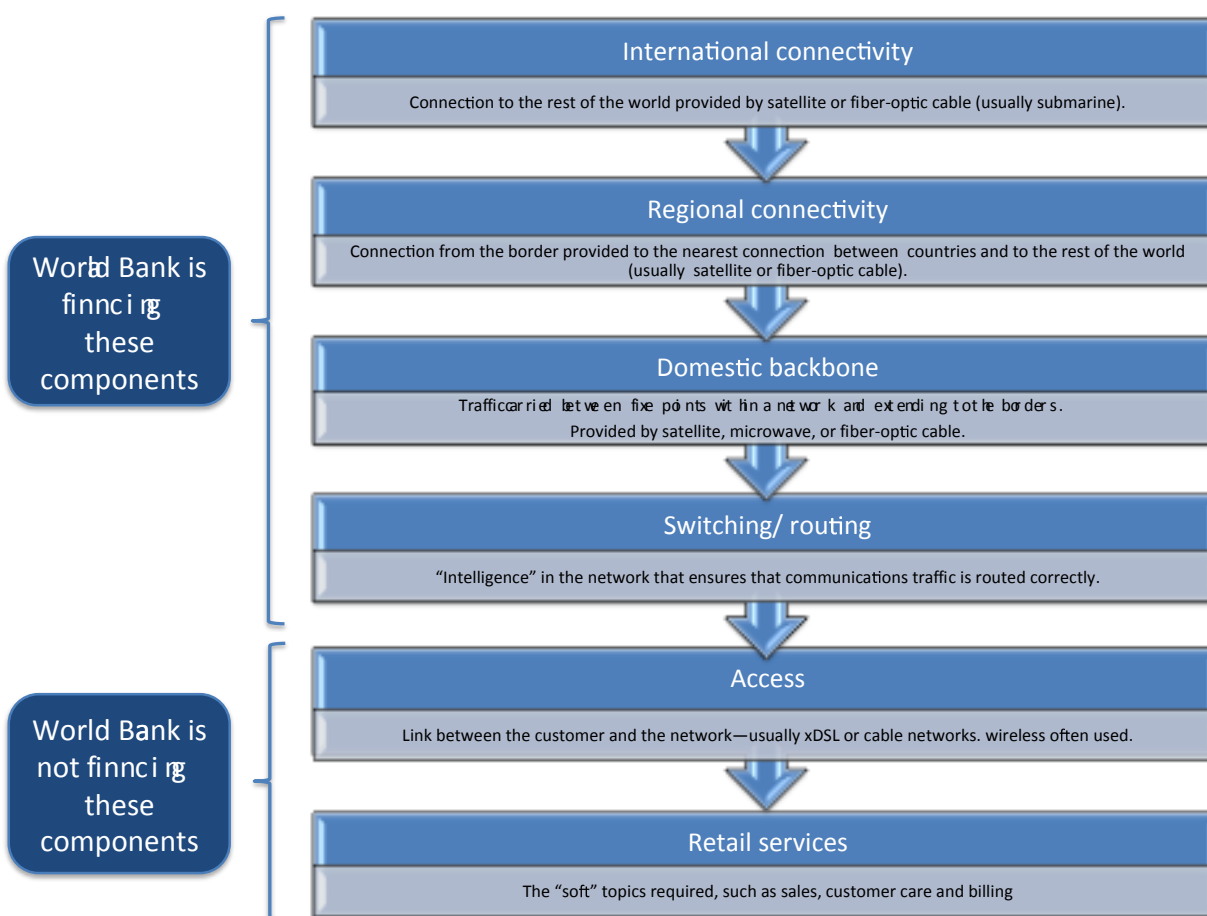 International connectivity
Connection to the rest of the world provided by satellite or fiber-optic cable (usually submarine).
Regional connectivity
Connection from the border provided to the nearest connection between countries and to the rest of the world
(usually satellite or fiber-optic cable).
World Bank is
finncing
these
components
Domestic backbone
Trafficcarried between fixe points within a network and extending to the borders.
Provided by satellite, microwave, or fiber-optic cable.
Switching/ routing
“Intelligence” in the network that ensures that communications traffic is routed correctly.
Access
Link between the customer and the network—usually xDSL or cable networks. wireless often used.
World Bank is
not finncing
these
components
Retail services
The “soft” topics required, such as sales, customer care and billing